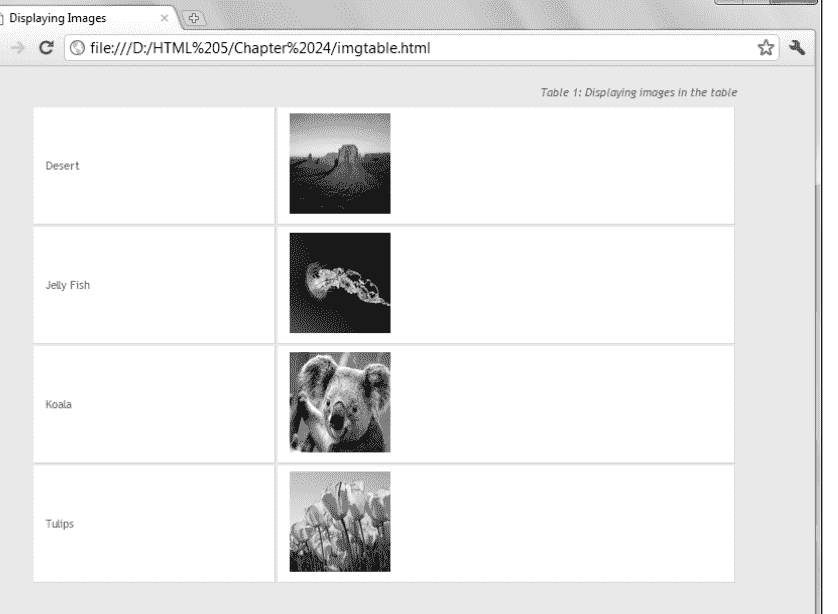 Displaying Images
file:///D:/HTML%205/Chapter%2024/imgtable.html
Table 1: Displaying images in the table
Desert
Jelly Fish
Koala
Tulips